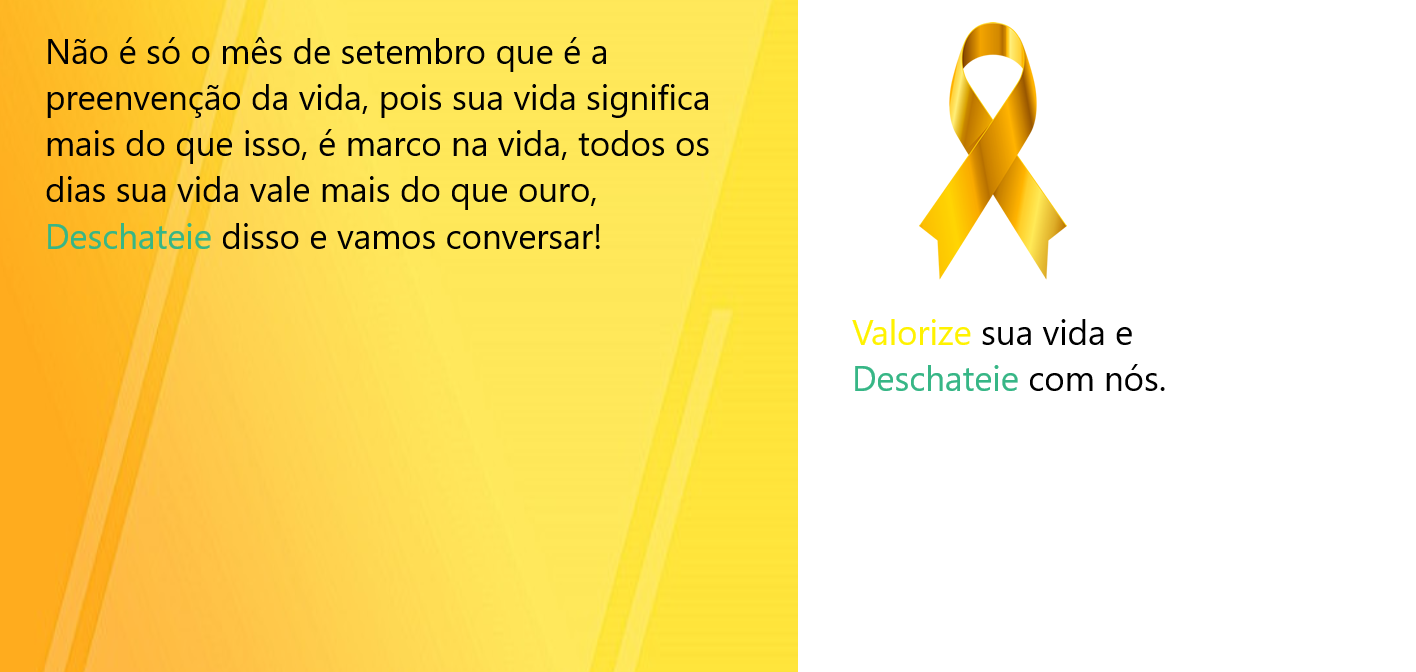 Não é só o mês de setembro que é a
preenvenção da vida, pois sua vida significa
mais do que isso, é marco na vida, todos os
dias sua vida vale mais do que ouro,
Deschateie disso e vamos conversar!
Valorize sua vida e
Deschateie com nós.